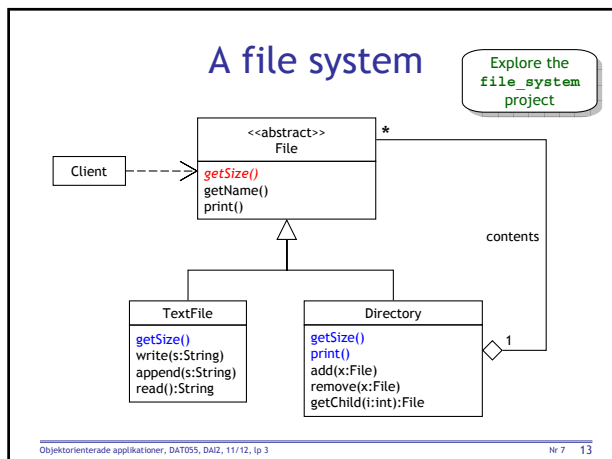 A file system
Explore the
file_system
project
<<abstract>>
File
getSize()
getName()
print()
*
Client
contents
TextFile
getSize()
write(s:String)
append(s:String)
read():String
Directory
getSize()
print()
add(x:File)
remove(x:File)
getChild(i:int):File
1
Objektorienterade applikationer, DAT055, DAI2, 11/12, lp 3
Nr 7 13